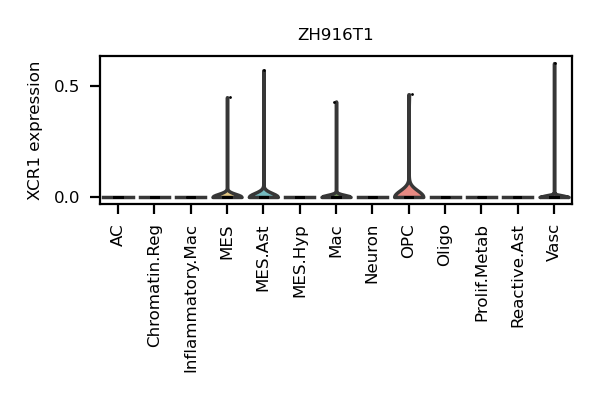 ZH916T1
XCR1 expression
0.5
0.0
AC
Chromatin.Reg
Inflammatory.Mac
MES
MES.Ast
MES.Hyp
Mac
Neuron
OPC
Oligo
Prolif.Metab
Reactive.Ast
Vasc